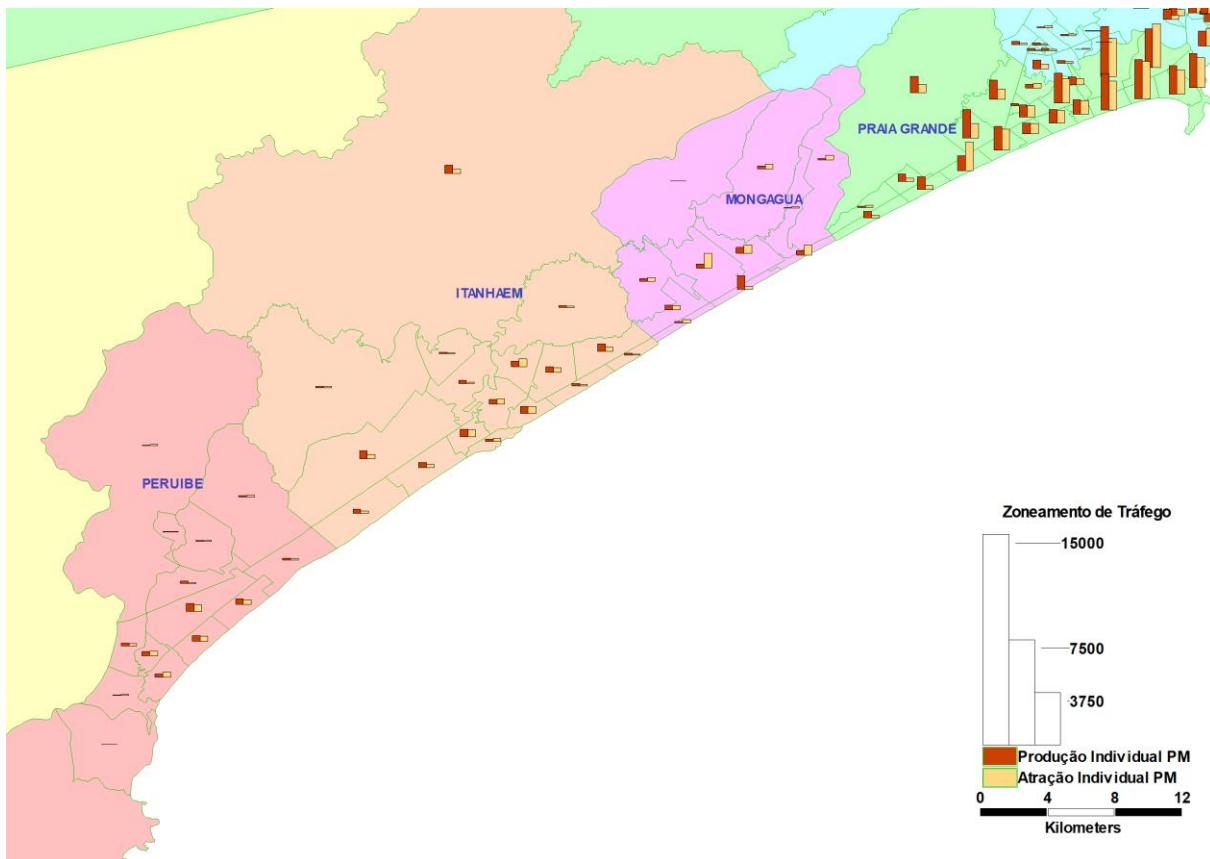 PRAIA GRANDE
MONGAGUA
ITANHAEM
PERUIBE
Zoneamento de Tráfego
15000
7500
3750
Produção Individual PM
Atração Individual PM
0 4 8 12
Kilometers